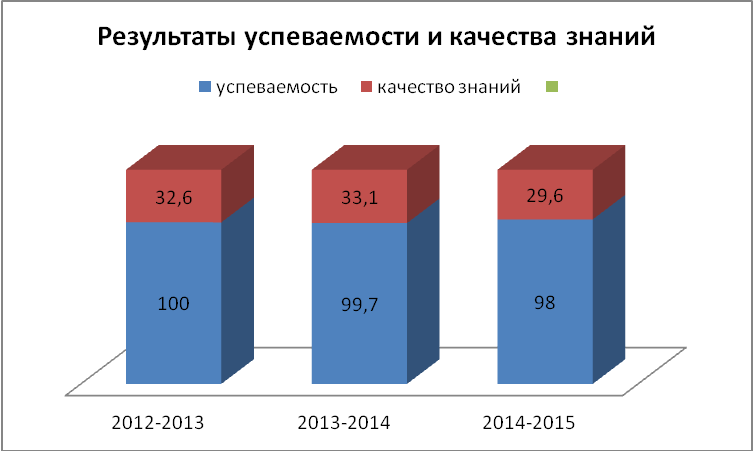 Результаты успеваемости и качества знаний
успеваемость качество знаний
32,6 33,1 29,6
100 99,7 98
2012-2013 2013-2014 2014-2015